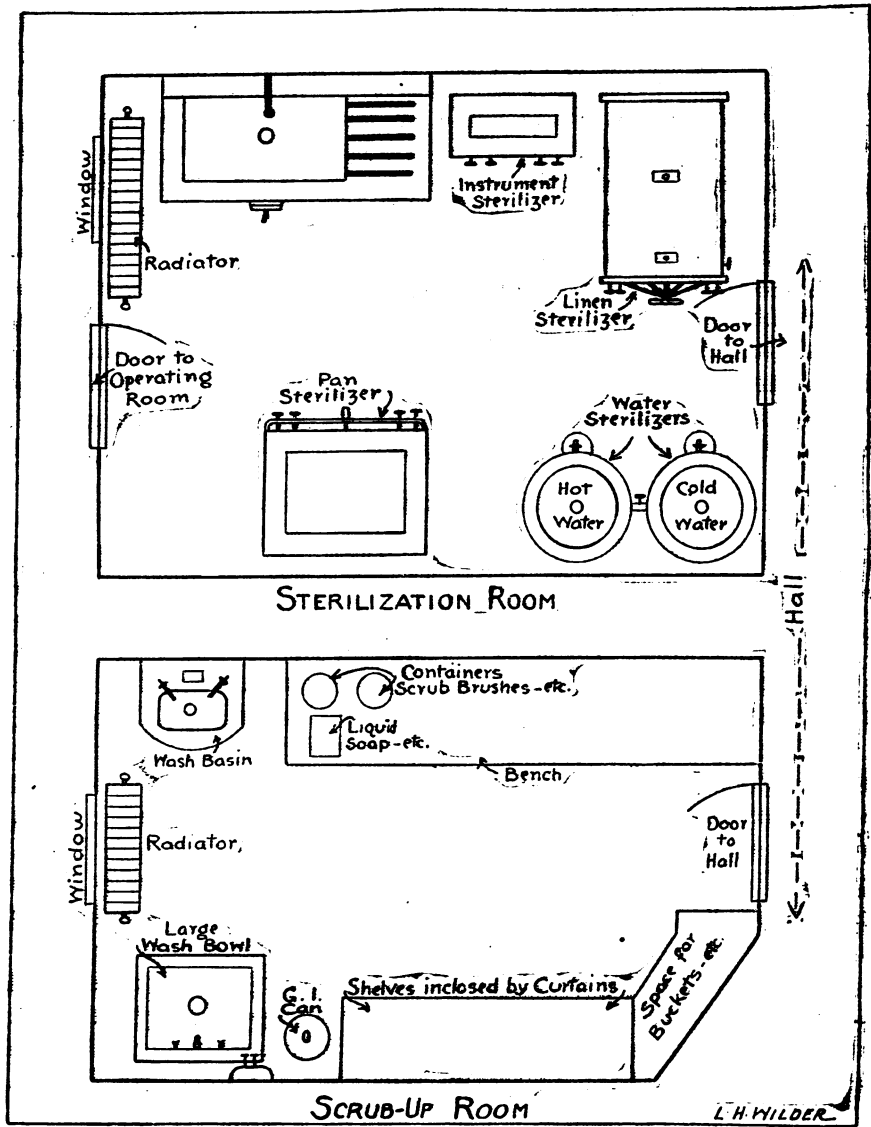 Window
Radiator
Instrument
Sterilizer
Linen
Sterilizer
Door
to
Hall
Door to
Operating
Room
Pan
Sterilizer
Water
Sterilizers
Hot
Water
Cold
Water
STERILIZATION ROOM
Hall
Containers
Scrub Brushes-etc.
Liquid
Soap-etc.
Wash Basin
Bench
Window
Radiator
Door
to
Hall
Large
Wash Bowl
G. I.
Can
Shelves inclosed by Curtains
Space for
Buckets-etc.
SCRUB-UP ROOM
L.H. WILDER